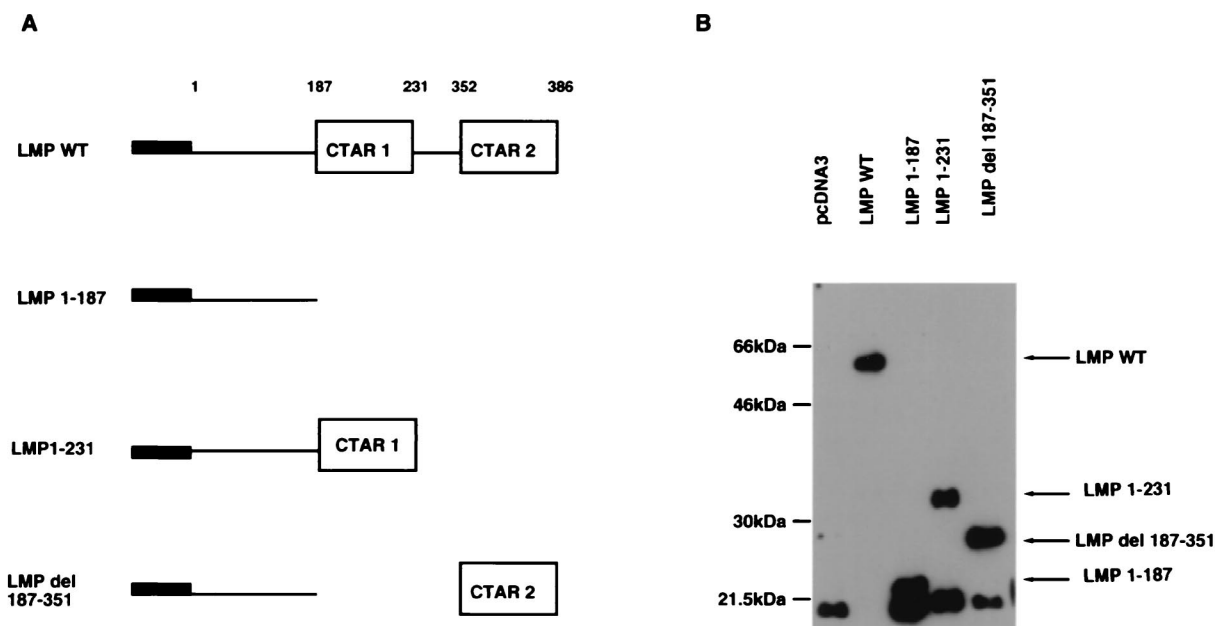 A
1 187 231 352 386
LMP WT
CTAR 1 CTAR 2
LMP 1-187
LMP1-231
CTAR 1
LMP del
187-351
CTAR 2
B
pcDNA3
LMP WT
LMP 1-187
LMP 1-231
LMP del 187-351
66kDa
46kDa
30kDa
21.5kDa
LMP WT
LMP 1-231
LMP del 187-351
LMP 1-187